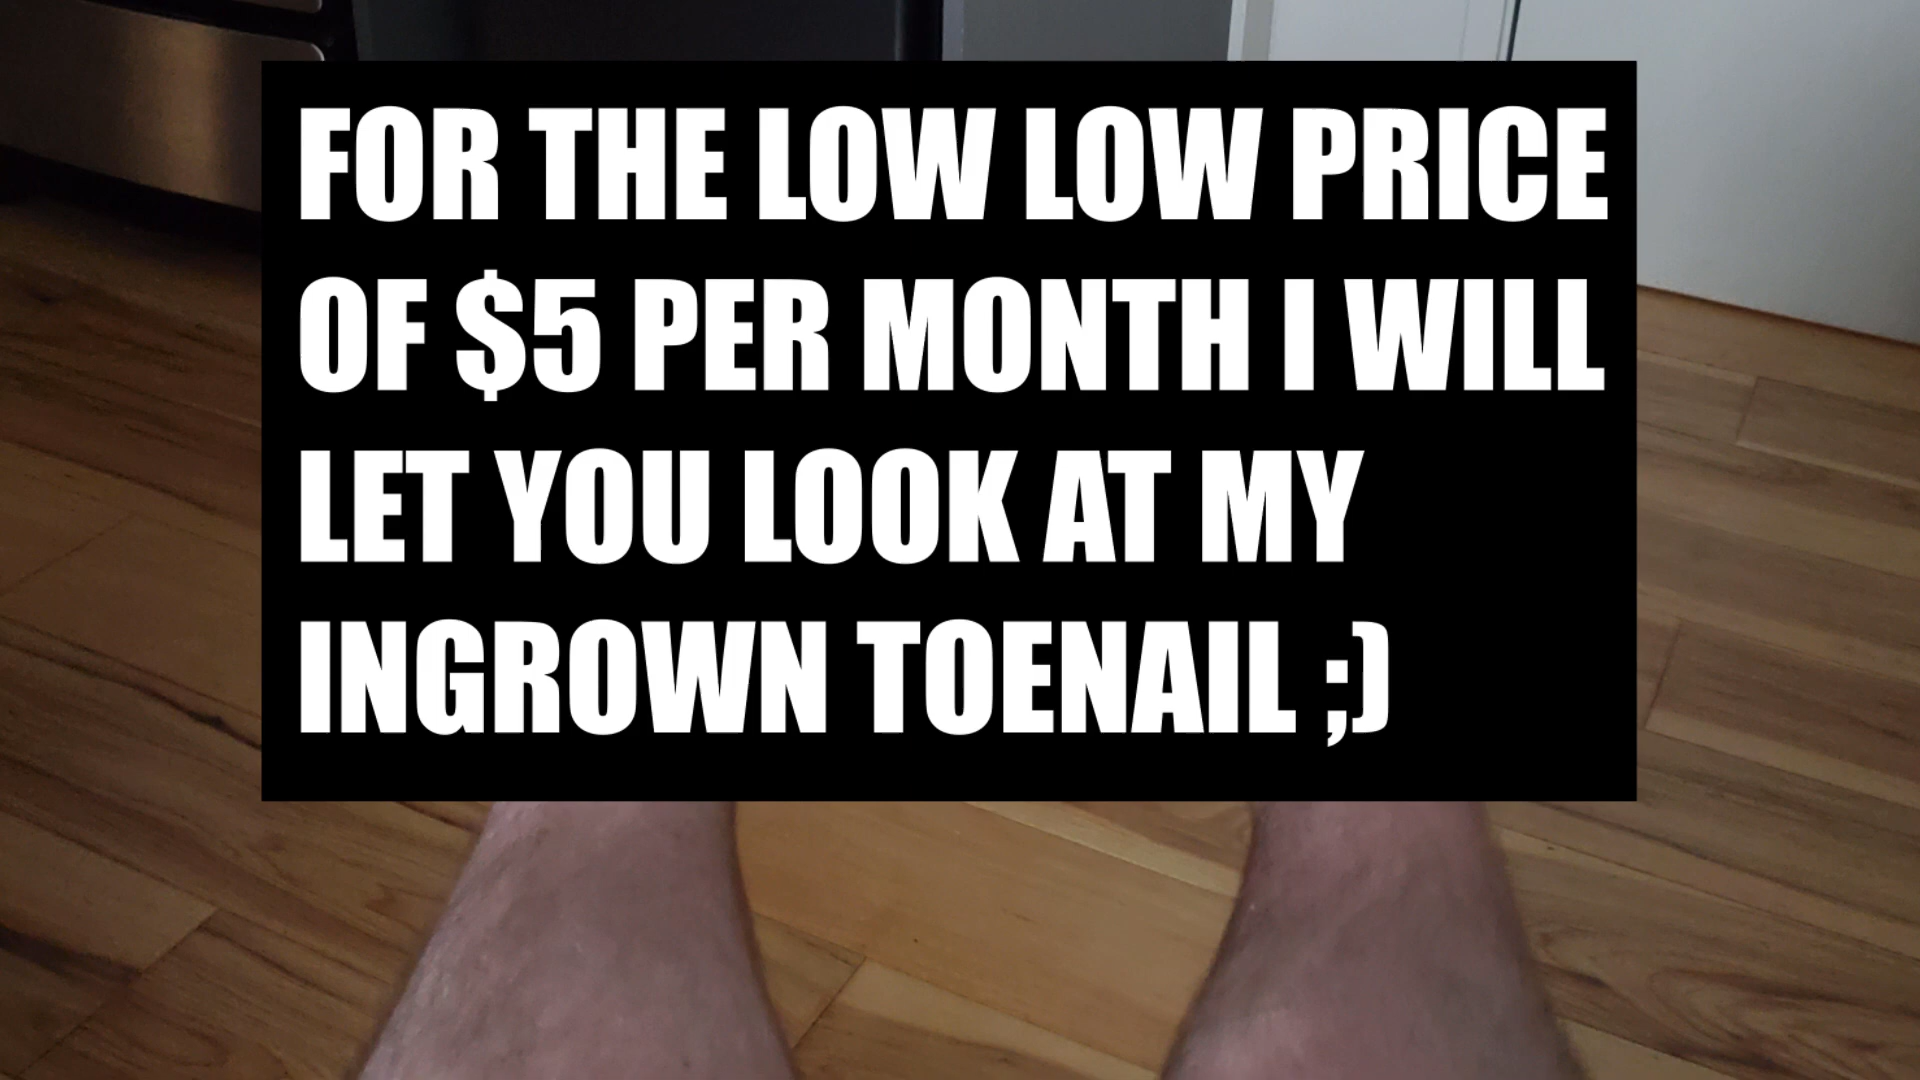 FOR THE LOW LOW PRICE
OF $5 PER MONTH I WILL
LET YOU LOOK AT MY
INGROWN TOENAIL ;)